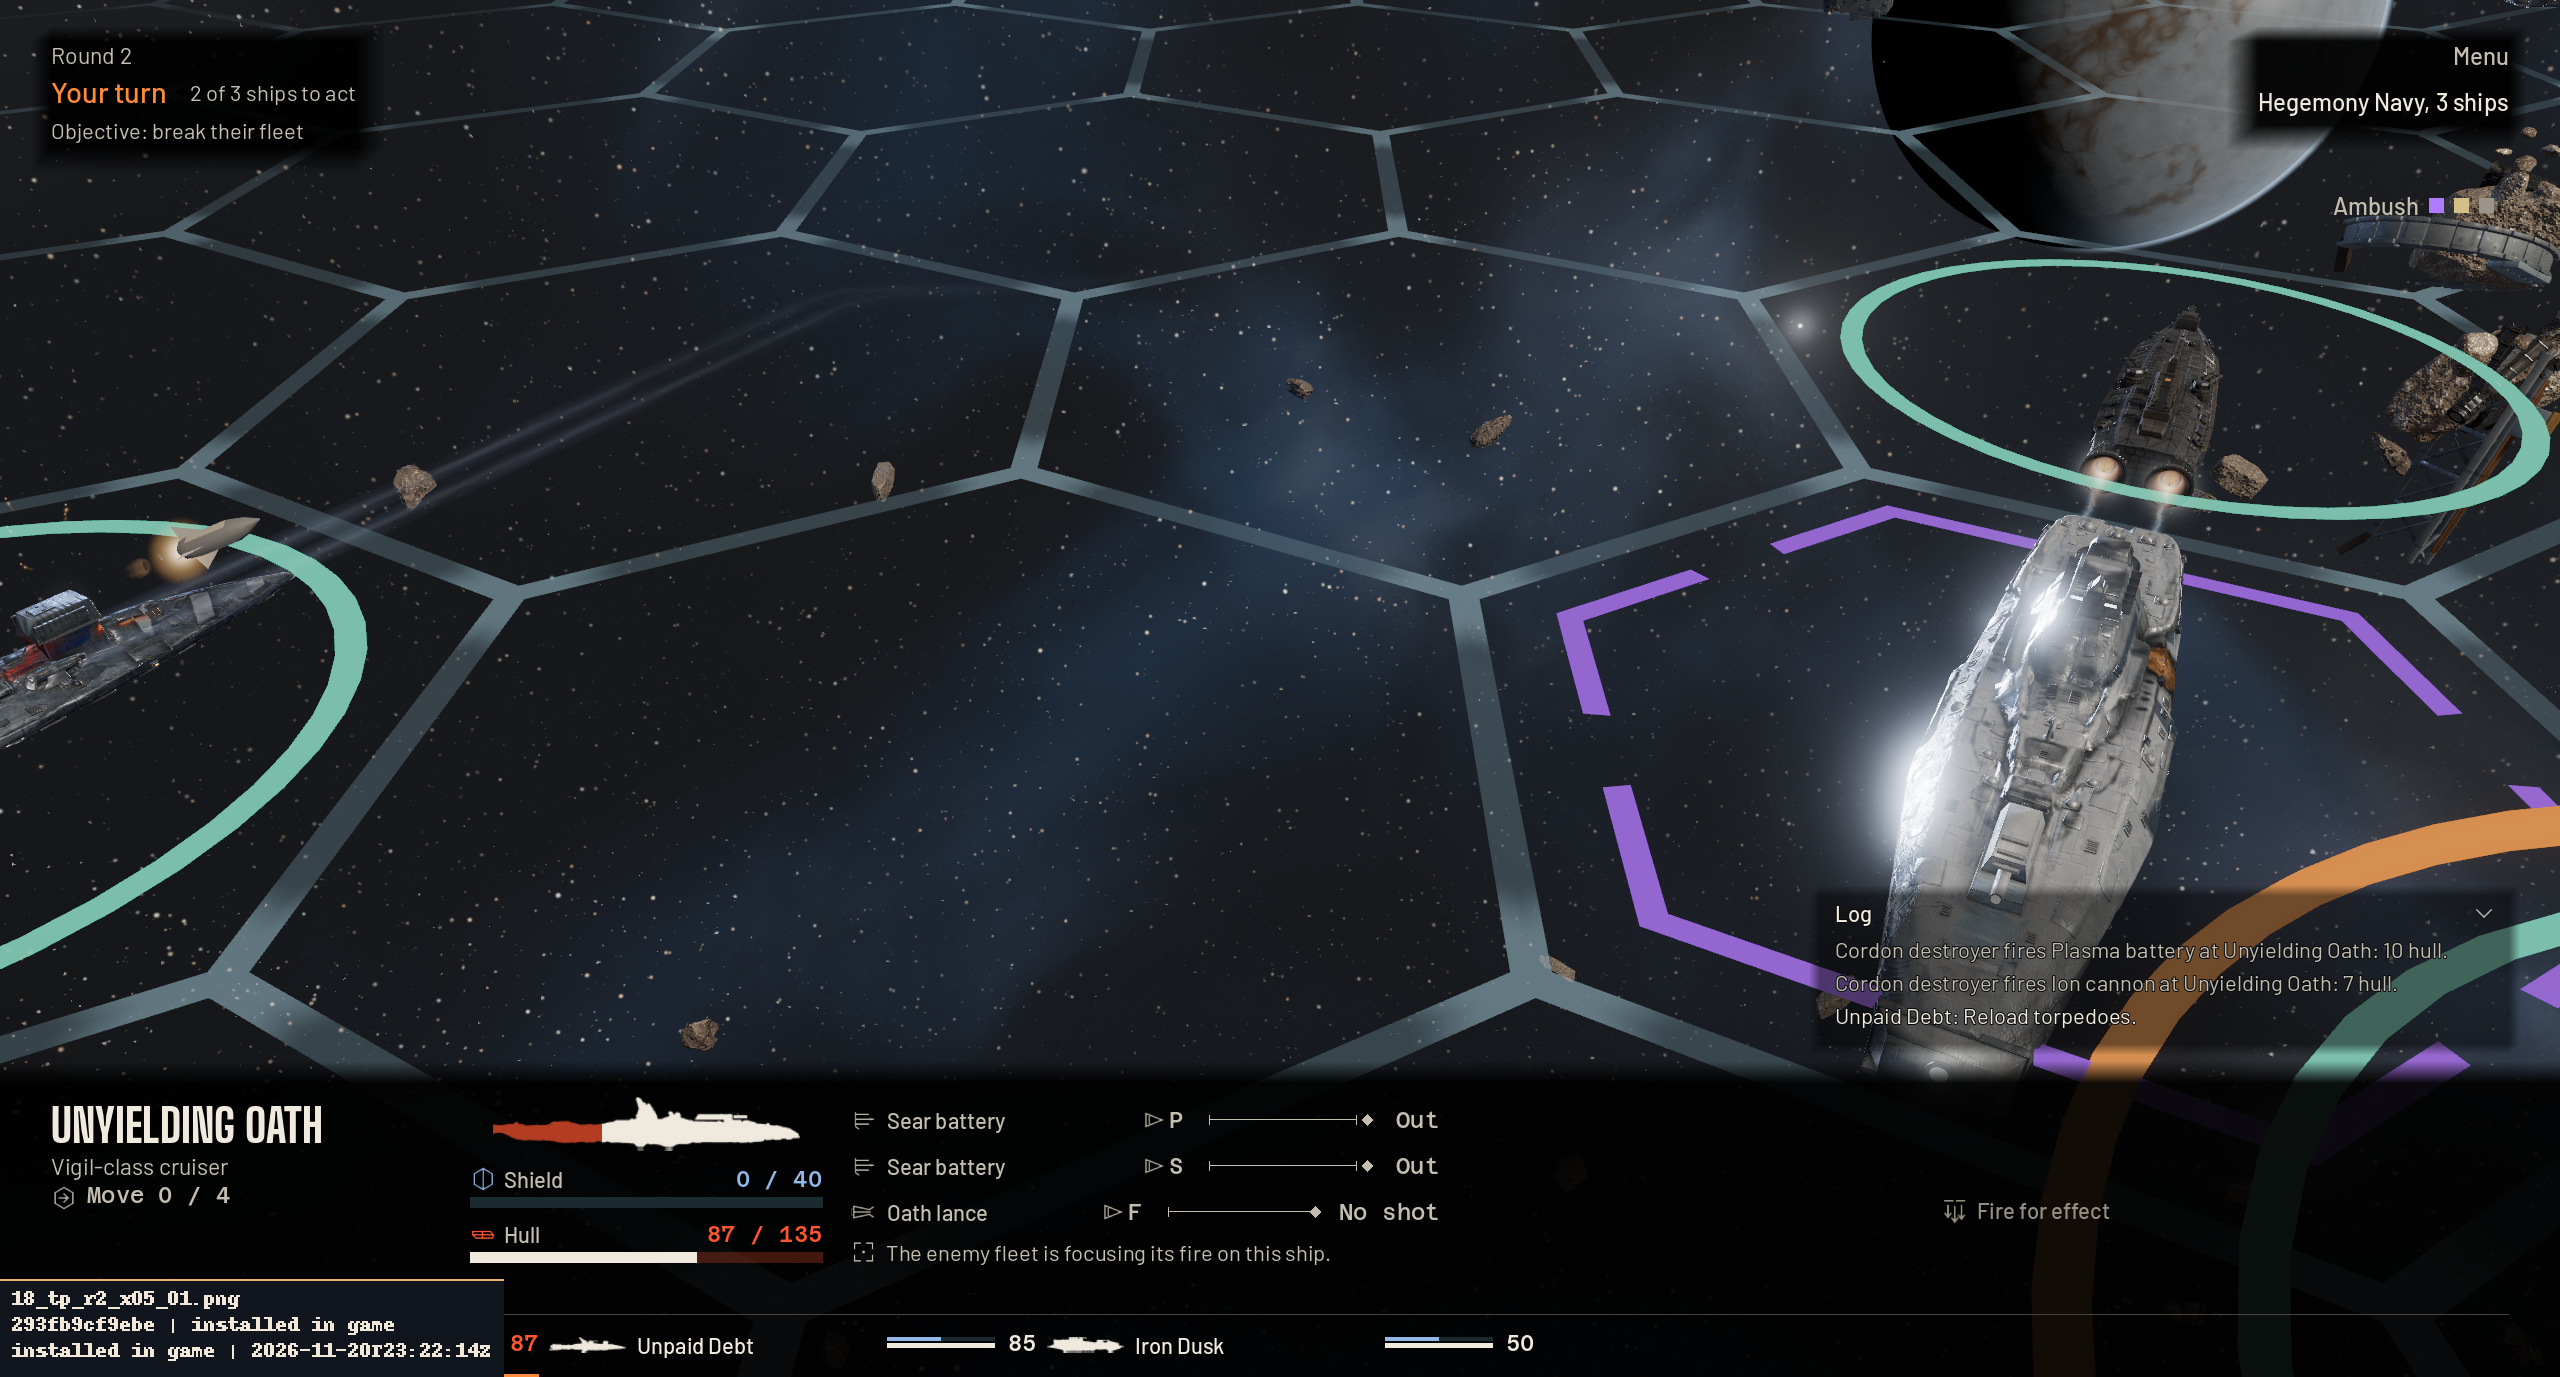 Round 2
Your turn 2 of 3 ships to act
Objective: break their fleet
Menu
Hegemony Navy, 3 ships
Ambush
Log
Cordon destroyer fires Plasma battery at Unyielding Oath: 10 hull.
Cordon destroyer fires Ion cannon at Unyielding Oath: 7 hull.
Unpaid Debt: Reload torpedoes.
UNYIELDING OATH
Vigil-class cruiser
Move 0 / 4
Shield 0 / 40
Hull 87 / 135
Sear battery P Out
Sear battery S Out
Oath lance F No shot
The enemy fleet is focusing its fire on this ship.
Fire for effect
18_tp_r2_x05_01.png
293fb9cf9ebe | installed in game
installed in game | 2026-11-20T23:22:14Z
87 Unpaid Debt 85 Iron Dusk 50